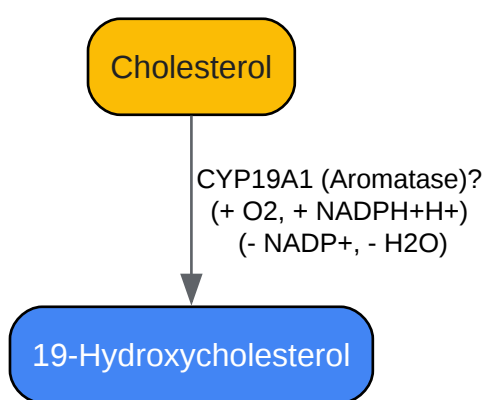 Cholesterol
CYP19A1 (Aromatase)?
(+ O2, + NADPH+H+)
(- NADP+, - H2O)
19-Hydroxycholesterol